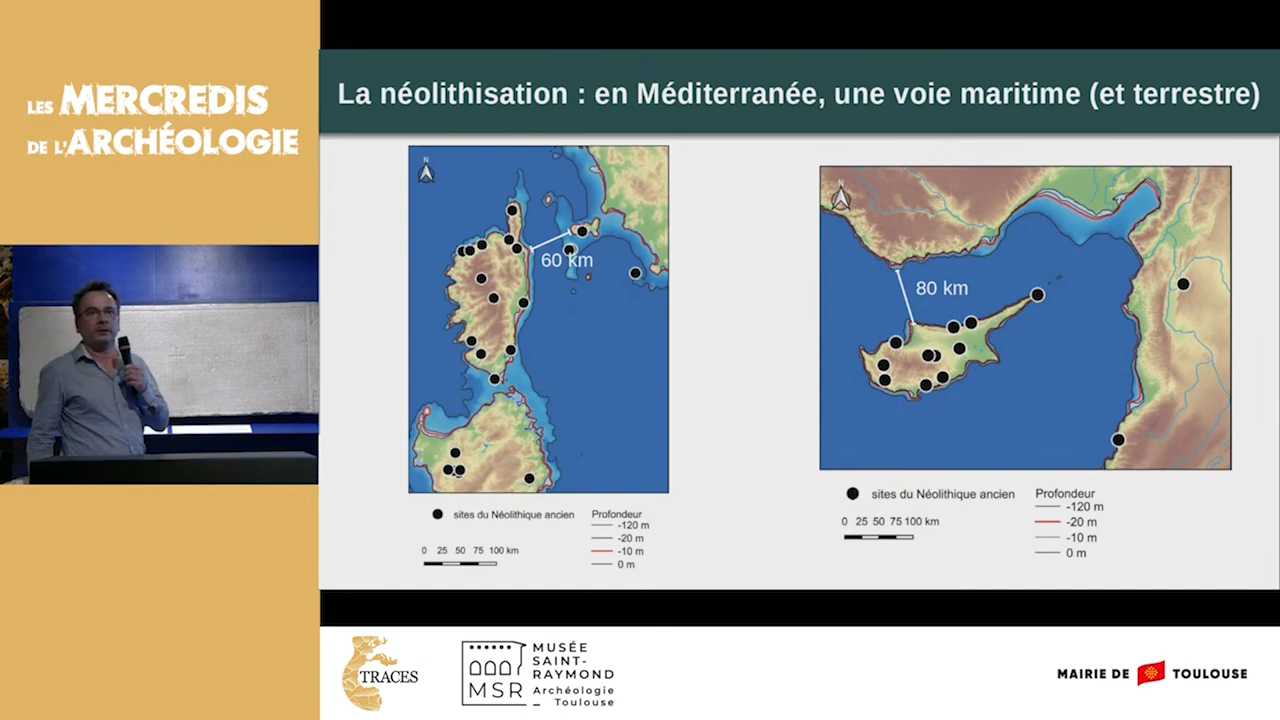 LES MERCREDIS
DE L'ARCHÉOLOGIE
La néolithisation : en Méditerranée, une voie maritime (et terrestre)
N
60 km
sites du Néolithique ancien
0 25 50 75 100 km
Profondeur
-120 m
-20 m
-10 m
0 m
N
80 km
sites du Néolithique ancien
0 25 50 75 100 km
Profondeur
-120 m
-20 m
-10 m
0 m
TRACES
MSR
MUSÉE
SAINT-
RAYMOND
Archéologie
Toulouse
MAIRIE DE TOULOUSE